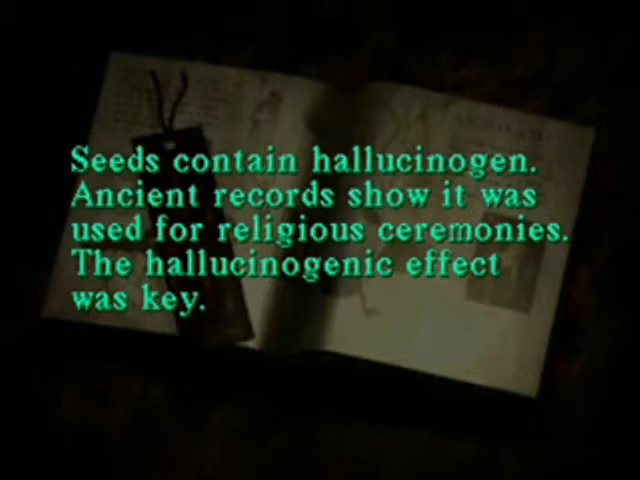 Seeds contain hallucinogen.
Ancient records show it was
used for religious ceremonies.
The hallucinogenic effect
was key.